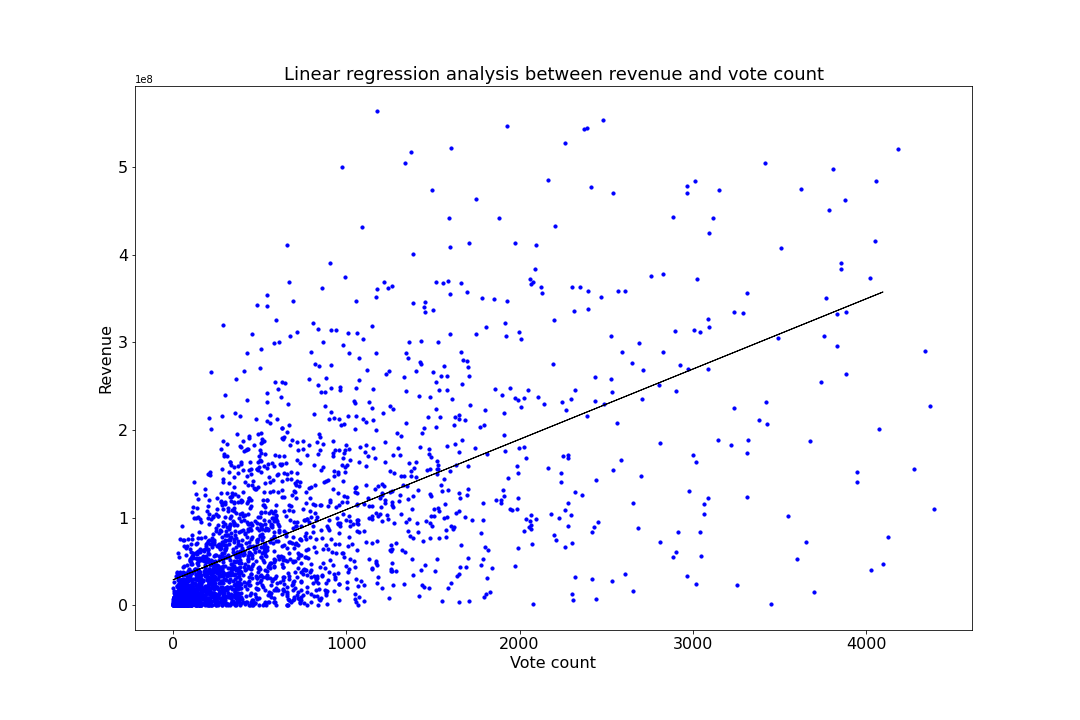 Linear regression analysis between revenue and vote count
1e8
5
4
3
2
1
0
Revenue
0 1000 2000 3000 4000
Vote count